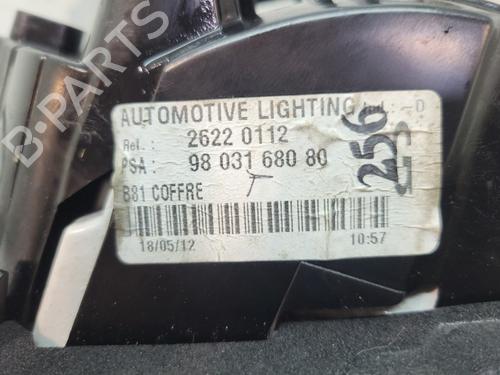 B-PARTS
AUTOMOTIVE LIGHTING Ind.: -D
Ref.: 2622 0112
PSA: 98 031 680 80
B81 COFFRE T
18/05/12 10:57
256